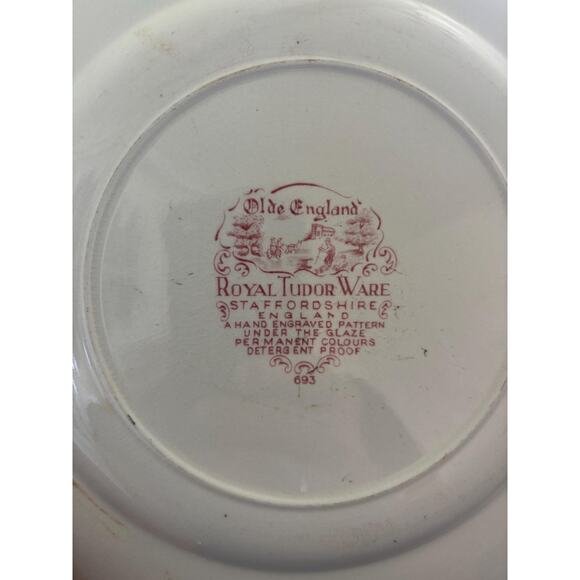 Olde England
ROYAL TUDOR WARE
STAFFORDSHIRE
ENGLAND
A HAND ENGRAVED PATTERN
UNDER THE GLAZE
PERMANENT COLOURS
DETERGENT PROOF
693